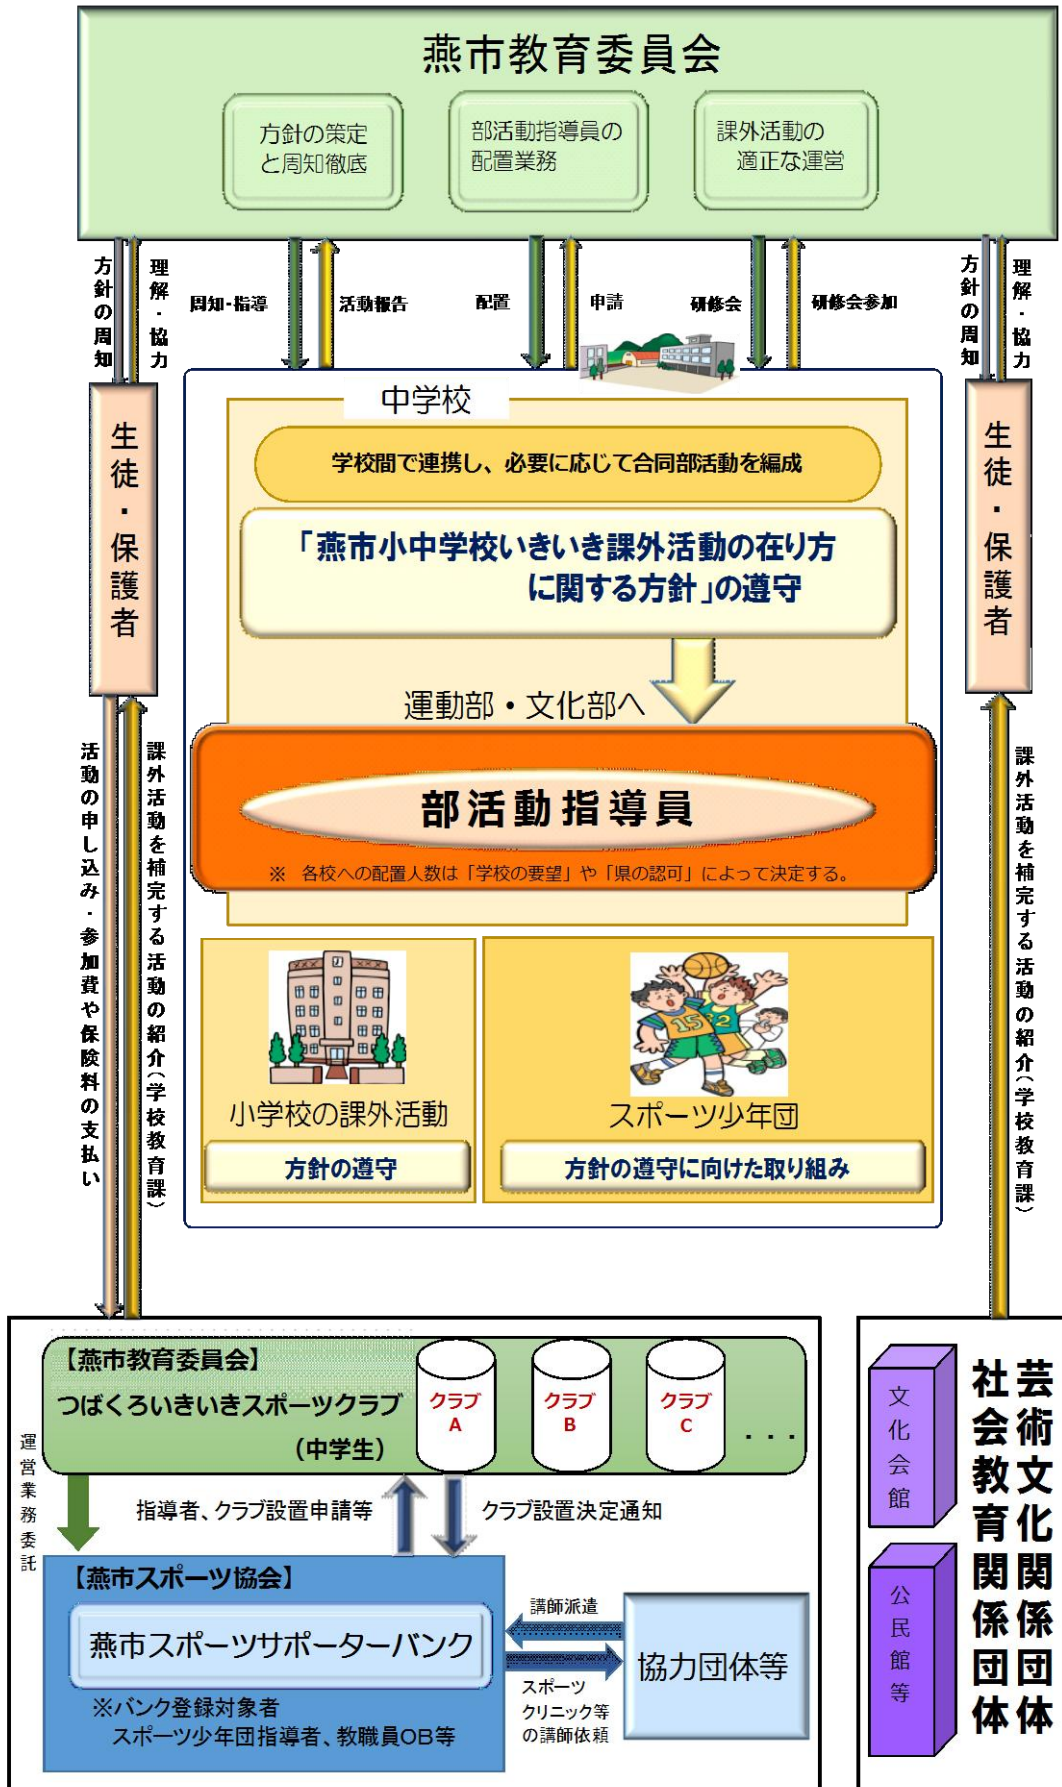 燕市教育委員会
方針の策定
と周知徹底
部活動指導員の
配置業務
課外活動の
適正な運営
方針の周知
理解・協力
周知・指導
活動報告
配置
申請
研修会
研修会参加
方針の周知
理解・協力
生徒・保護者
生徒・保護者
中学校
学校間で連携し、必要に応じて合同部活動を編成
「燕市小中学校いきいき課外活動の在り方
に関する方針」の遵守
運動部・文化部へ
部活動指導員
※ 各校への配置人数は「学校の要望」や「県の認可」によって決定する。
活動の申し込み・参加費や保険料の支払い
課外活動を補完する活動の紹介(学校教育課)
課外活動を補完する活動の紹介(学校教育課)
15
2
小学校の課外活動
方針の遵守
スポーツ少年団
方針の遵守に向けた取り組み
【燕市教育委員会】
つばくろいきいきスポーツクラブ
(中学生)
クラブ
A
クラブ
B
クラブ
C
・・・
運営業務委託
指導者、クラブ設置申請等
クラブ設置決定通知
【燕市スポーツ協会】
燕市スポーツサポーターバンク
※バンク登録対象者
スポーツ少年団指導者、教職員OB等
講師派遣
スポーツ
クリニック等
の講師依頼
協力団体等
文化会館
公民館等
芸術文化関係団体
社会教育関係団体